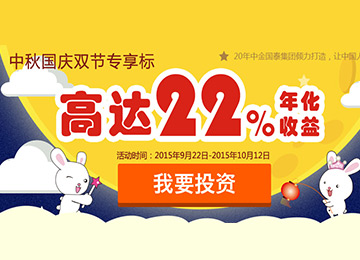 中秋国庆双节专享标
★ 20年中金国泰集团倾力打造，让中国人
高达22%年化收益
活动时间：2015年9月22日-2015年10月12日
我要投资